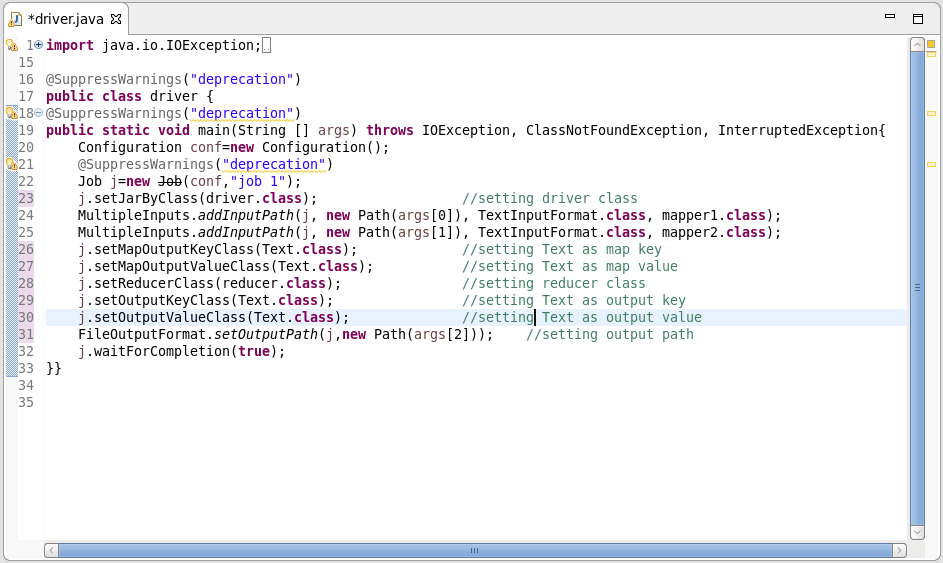 *driver.java
1 import java.io.IOException;
15
16 @SuppressWarnings("deprecation")
17 public class driver {
18 @SuppressWarnings("deprecation")
19 public static void main(String [] args) throws IOException, ClassNotFoundException, InterruptedException{
20     Configuration conf=new Configuration();
21     @SuppressWarnings("deprecation")
22     Job j=new Job(conf,"job 1");
23     j.setJarByClass(driver.class);                  //setting driver class
24     MultipleInputs.addInputPath(j, new Path(args[0]), TextInputFormat.class, mapper1.class);
25     MultipleInputs.addInputPath(j, new Path(args[1]), TextInputFormat.class, mapper2.class);
26     j.setMapOutputKeyClass(Text.class);             //setting Text as map key
27     j.setMapOutputValueClass(Text.class);           //setting Text as map value
28     j.setReducerClass(reducer.class);               //setting reducer class
29     j.setOutputKeyClass(Text.class);                //setting Text as output key
30     j.setOutputValueClass(Text.class);              //setting Text as output value
31     FileOutputFormat.setOutputPath(j,new Path(args[2]));    //setting output path
32     j.waitForCompletion(true);
33 }}
34
35